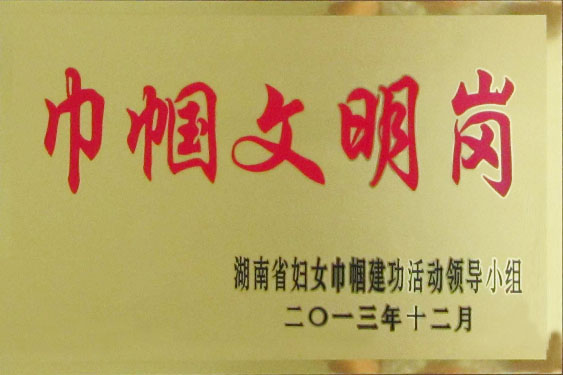 巾帼文明岗
湖南省妇女巾帼建功活动领导小组
二〇一三年十二月